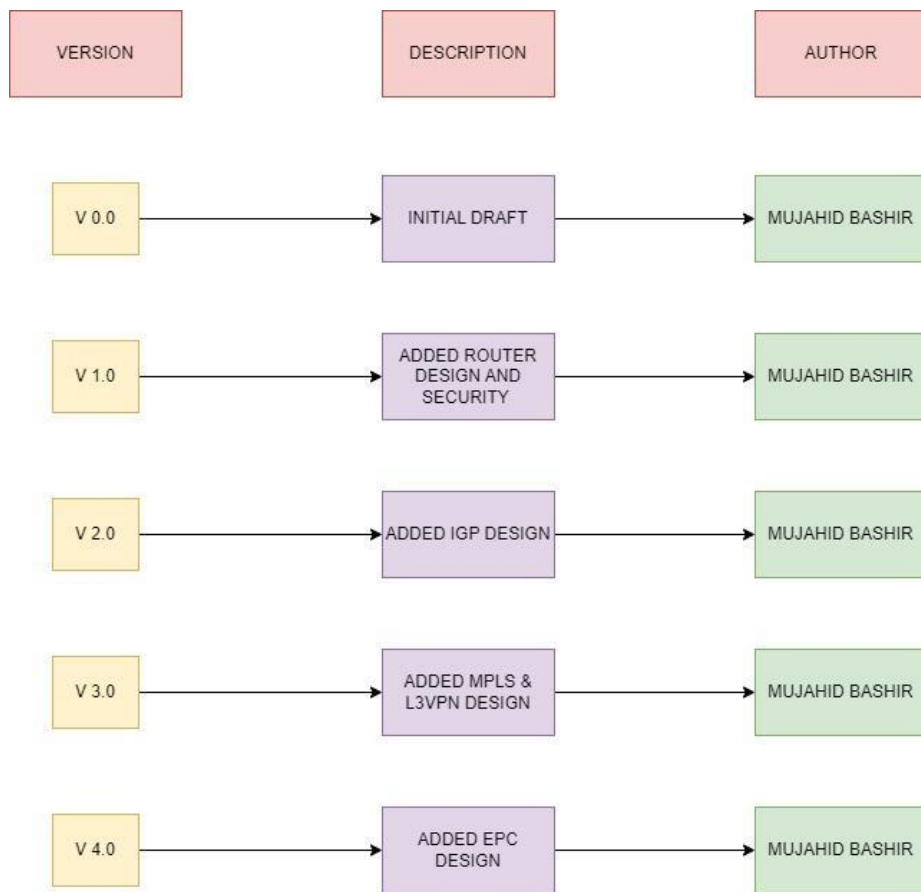 VERSION
DESCRIPTION
AUTHOR
V 0.0
INITIAL DRAFT
MUJAHID BASHIR
V 1.0
ADDED ROUTER
DESIGN AND
SECURITY
MUJAHID BASHIR
V 2.0
ADDED IGP DESIGN
MUJAHID BASHIR
V 3.0
ADDED MPLS &
L3VPN DESIGN
MUJAHID BASHIR
V 4.0
ADDED EPC
DESIGN
MUJAHID BASHIR